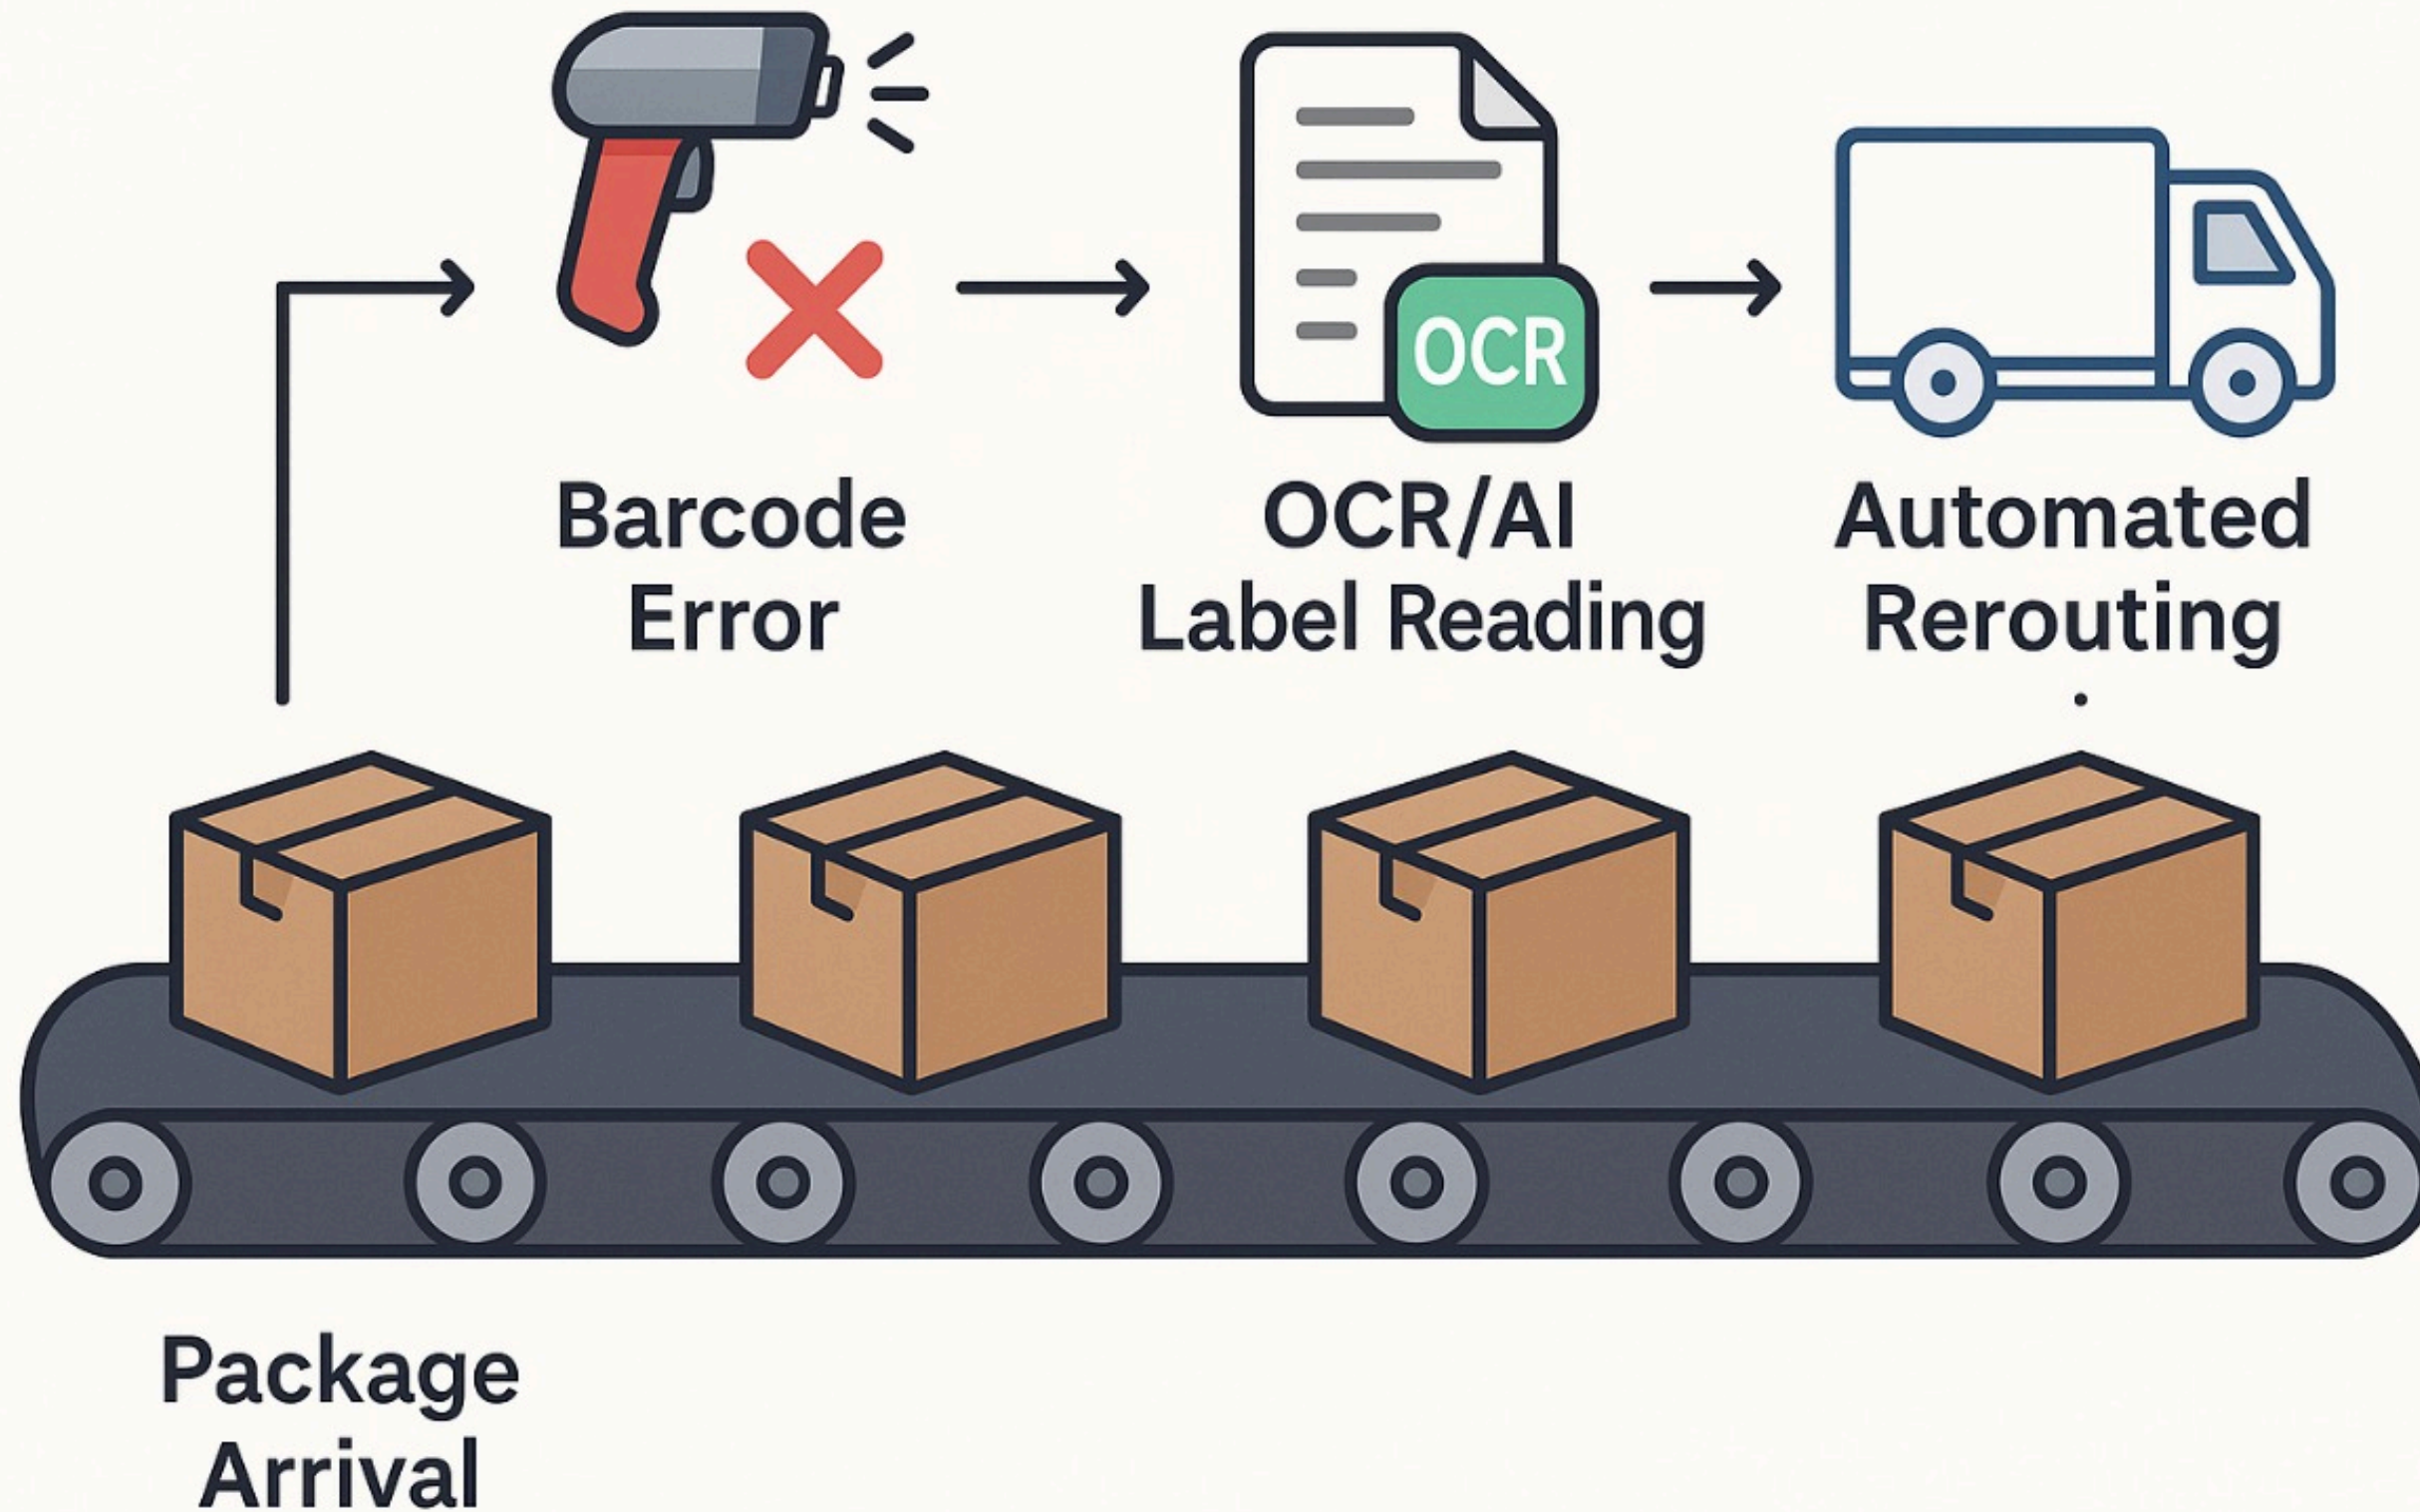 OCR
Barcode
Error
OCR/AI
Label Reading
Automated
Rerouting
Package
Arrival